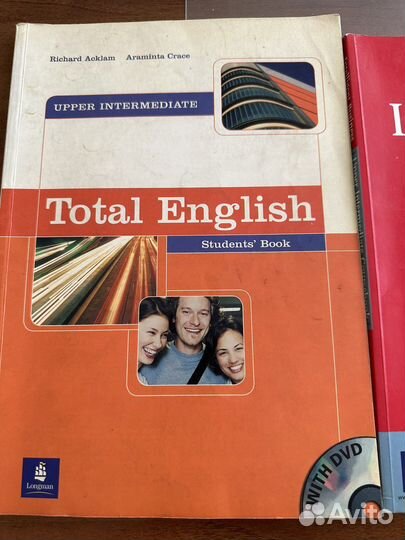 Richard Acklam Araminta Crace
UPPER INTERMEDIATE
Total English
Students' Book
WITH DVD
Longman
Avito